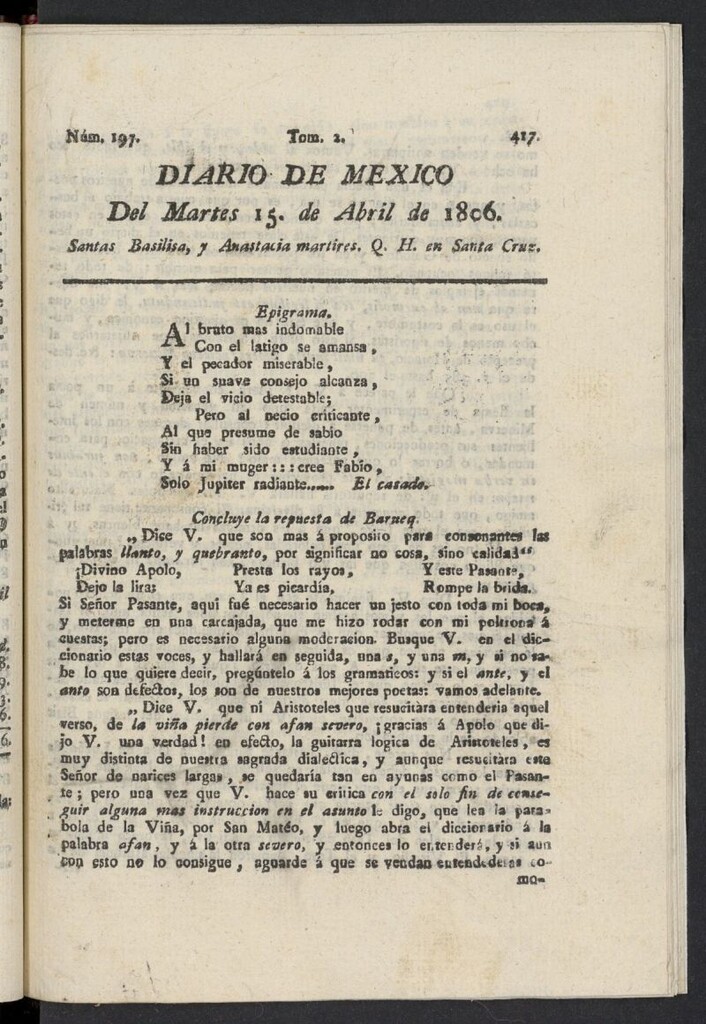 Núm. 197. Tom. 2. 417.
DIARIO DE MEXICO
Del Martes 15. de Abril de 1806.
Santas Basilisa, y Anastacia martires. Q. H. en Santa Cruz.
Epigrama.
Al bruto mas indomable
Con el latigo se amansa,
Y el pecador miserable,
Si un suave consejo alcanza,
Deja el vicio detestable;
Pero al necio criticante,
Al que presume de sabio
Sin haber sido estudiante,
Y á mi muger:::cree Fabio,
Solo Jupiter radiante...... El casado.
Concluye la repuesta de Barueq.
„ Dice V. que son mas á proposito para consonantes las
palabras llanto, y quebranto, por significar no cosa, sino calidad“
¡Divino Apolo, Presta los rayos, Y este Pasante,
Dejo la lira; Ya es picardia, Rompe la brida.
Si Señor Pasante, aqui fué necesario hacer un jesto con toda mi boca,
y meterme en una carcajada, que me hizo rodar con mi poltrona á
cuestas; pero es necesario alguna moderacion. Busque V. en el dic-
cionario estas voces, y hallará en seguida, una s, y una m, y si no sa-
be lo que quiere decir, pregúntelo á los gramaticos: y si el ante, y el
anto son defectos, los son de nuestros mejores poetas: vamos adelante.
„ Dice V. que ni Aristoteles que resucitàra entenderia aquel
verso, de la viña pierde con afan severo, ¡gracias á Apolo que di-
jo V. una verdad! en efecto, la guitarra logica de Aristoteles, es
muy distinta de nuestra sagrada dialectica, y aunque resucitàra este
Señor de narices largas, se quedaría tan en ayunas como el Pasan-
te; pero una vez que V. hace su critica con el solo fin de conse-
guir alguna mas instruccion en el asunto le digo, que lea la para-
bola de la Viña, por San Matéo, y luego abra el diccionario á la
palabra afan, y á la otra severo, y entonces lo entenderá, y si aun
con esto no lo consigue, aguarde á que se vendan entendederas co-
mo-